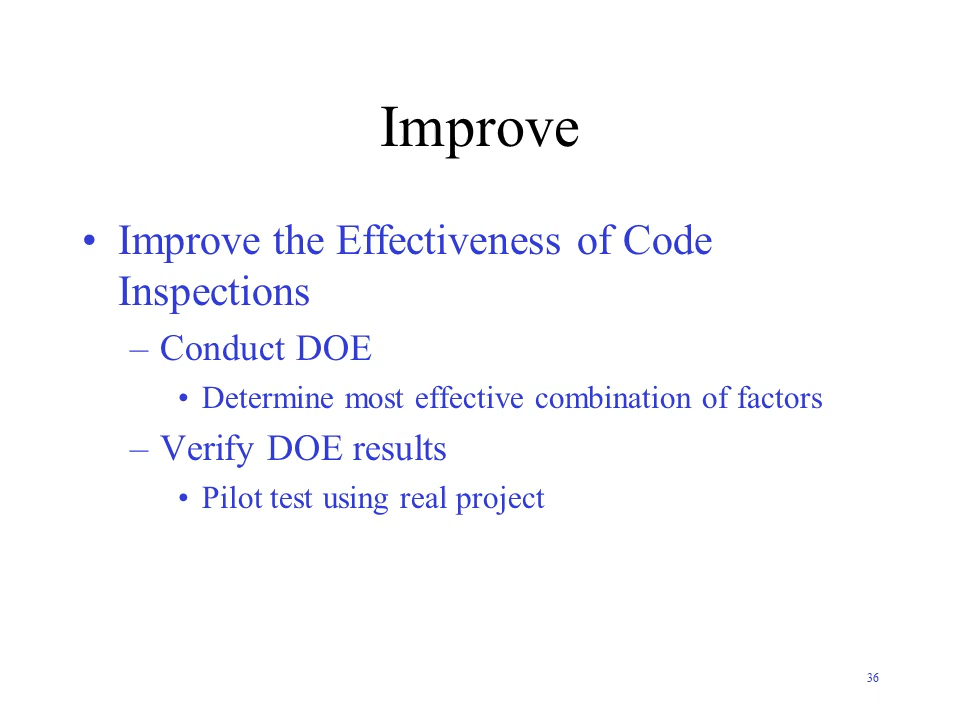 Improve
• Improve the Effectiveness of Code
Inspections
– Conduct DOE
• Determine most effective combination of factors
– Verify DOE results
• Pilot test using real project
36